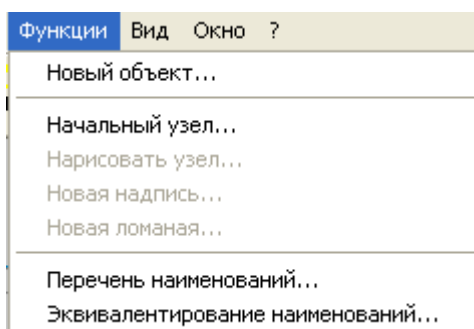 Функции Вид Окно ?
Новый объект...
Начальный узел...
Нарисовать узел...
Новая надпись...
Новая ломаная...
Перечень наименований...
Эквивалентирование наименований...